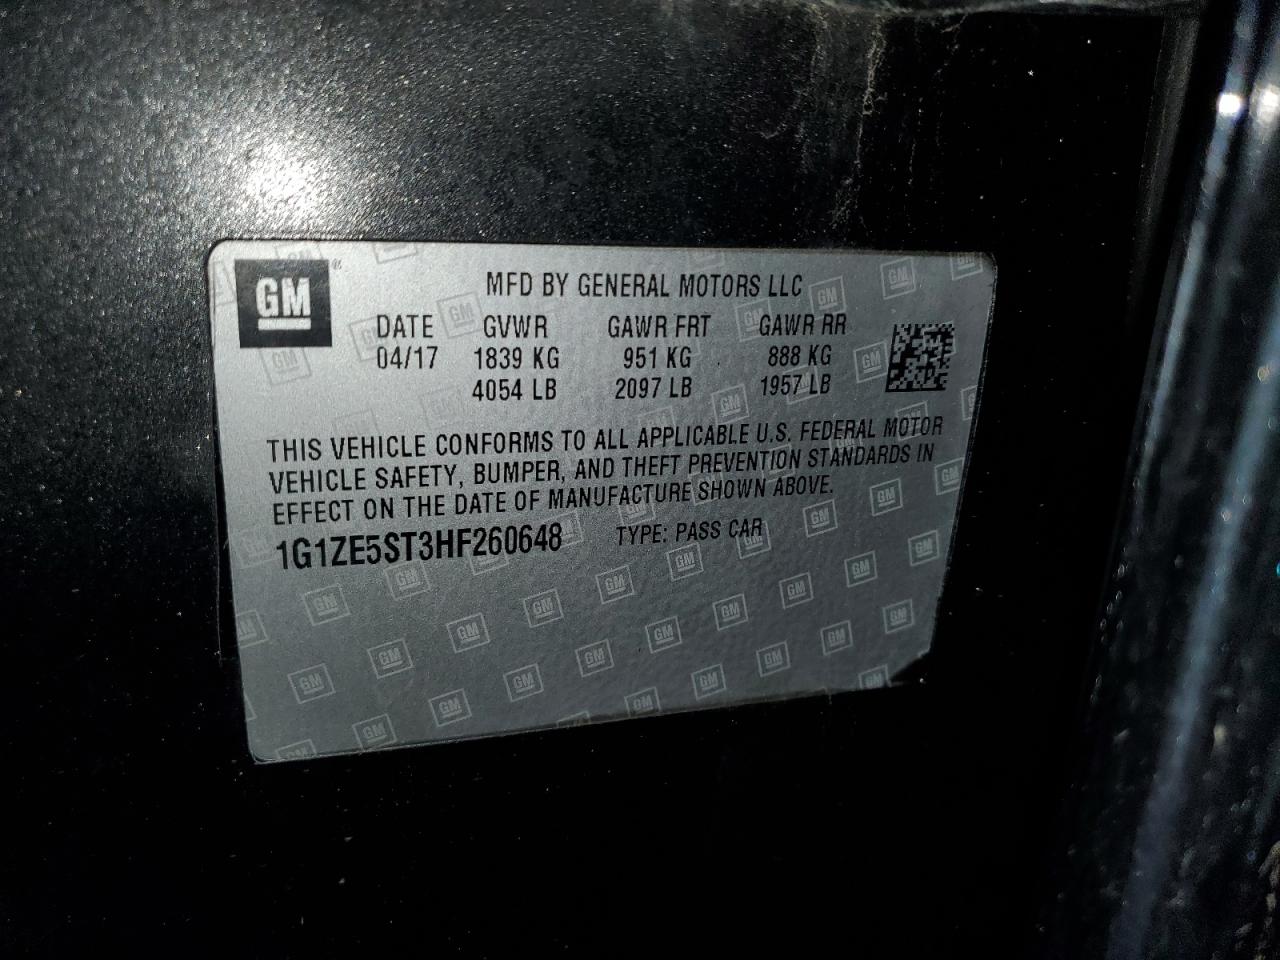 GM
MFD BY GENERAL MOTORS LLC
DATE GVWR GAWR FRT GAWR RR
04/17 1839 KG 951 KG 888 KG
4054 LB 2097 LB 1957 LB
THIS VEHICLE CONFORMS TO ALL APPLICABLE U.S. FEDERAL MOTOR
VEHICLE SAFETY, BUMPER, AND THEFT PREVENTION STANDARDS IN
EFFECT ON THE DATE OF MANUFACTURE SHOWN ABOVE.
1G1ZE5ST3HF260648 TYPE: PASS CAR